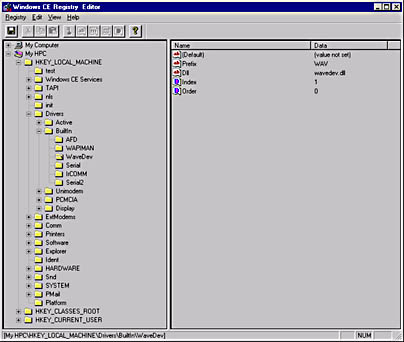 Windows CE Registry Editor
Registry Edit View Help
My Computer
My HPC
HKEY_LOCAL_MACHINE
test
Windows CE Services
TAPI
nls
init
Drivers
Active
BuiltIn
AFD
WAPIMAN
WaveDev
Serial
IrCOMM
Serial2
Unimodem
PCMCIA
Display
ExtModems
Comm
Printers
Software
Explorer
Ident
HARDWARE
Snd
SYSTEM
PMail
Platform
HKEY_CLASSES_ROOT
HKEY_CURRENT_USER
Name Data
(Default) (value not set)
Prefix WAV
Dll wavedev.dll
Index 1
Order 0
[My HPC\HKEY_LOCAL_MACHINE\Drivers\BuiltIn\WaveDev] NUM